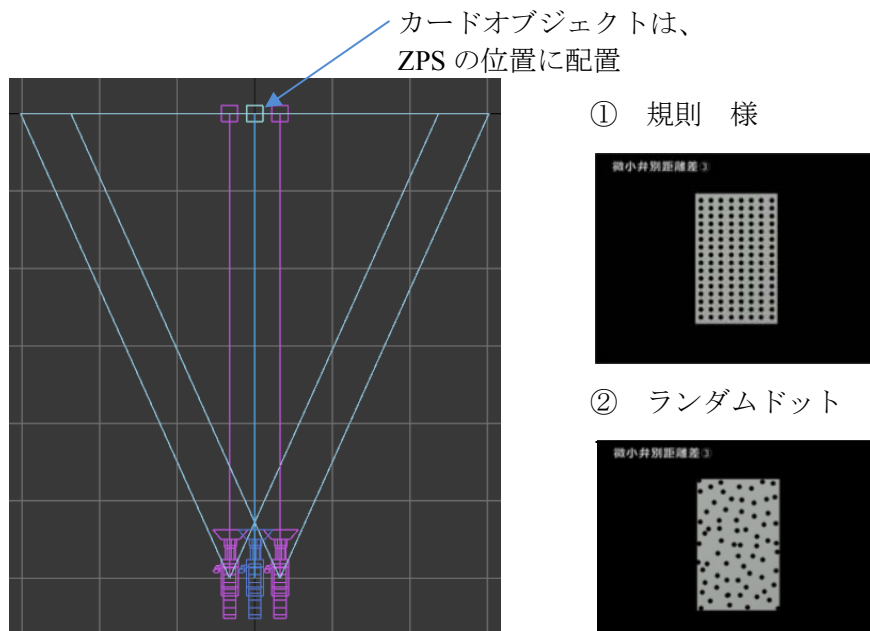 カードオブジェクトは、
ZPS の位置に配置
① 規則 様
微小弁別距離差③
② ランダムドット
微小弁別距離差③